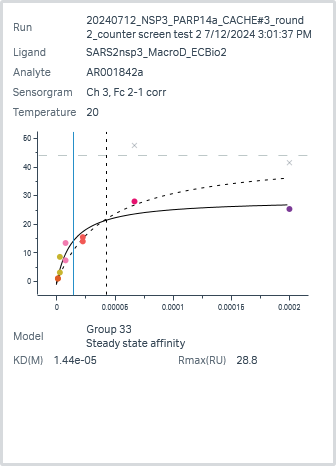 Run
20240712_NSP3_PARP14a_CACHE#3_round
2_counter screen test 2 7/12/2024 3:01:37 PM
Ligand SARS2nsp3_MacroD_ECBio2
Analyte AR001842a
Sensorgram Ch 3, Fc 2-1 corr
Temperature 20
60
50
40
30
20
10
0
0 0.00005 0.0001 0.00015 0.0002
Model
Group 33
Steady state affinity
KD(M) 1.44e-05 Rmax(RU) 28.8